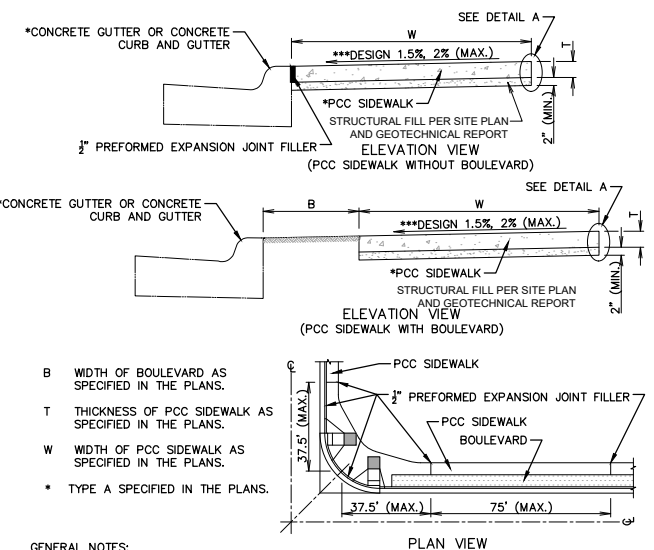 SEE DETAIL A
*CONCRETE GUTTER OR CONCRETE
CURB AND GUTTER
W
***DESIGN 1.5%, 2% (MAX.)
T
*PCC SIDEWALK
STRUCTURAL FILL PER SITE PLAN
AND GEOTECHNICAL REPORT
2" (MIN.)
½" PREFORMED EXPANSION JOINT FILLER
ELEVATION VIEW
(PCC SIDEWALK WITHOUT BOULEVARD)
SEE DETAIL A
*CONCRETE GUTTER OR CONCRETE
CURB AND GUTTER
B
W
***DESIGN 1.5%, 2% (MAX.)
T
*PCC SIDEWALK
STRUCTURAL FILL PER SITE PLAN
AND GEOTECHNICAL REPORT
2" (MIN.)
ELEVATION VIEW
(PCC SIDEWALK WITH BOULEVARD)
B WIDTH OF BOULEVARD AS
SPECIFIED IN THE PLANS.
T THICKNESS OF PCC SIDEWALK AS
SPECIFIED IN THE PLANS.
W WIDTH OF PCC SIDEWALK AS
SPECIFIED IN THE PLANS.
* TYPE A SPECIFIED IN THE PLANS.
GENERAL NOTES:
℄
PCC SIDEWALK
½" PREFORMED EXPANSION JOINT FILLER
PCC SIDEWALK
BOULEVARD
37.5' (MAX.)
37.5' (MAX.)
75' (MAX.)
℄
PLAN VIEW